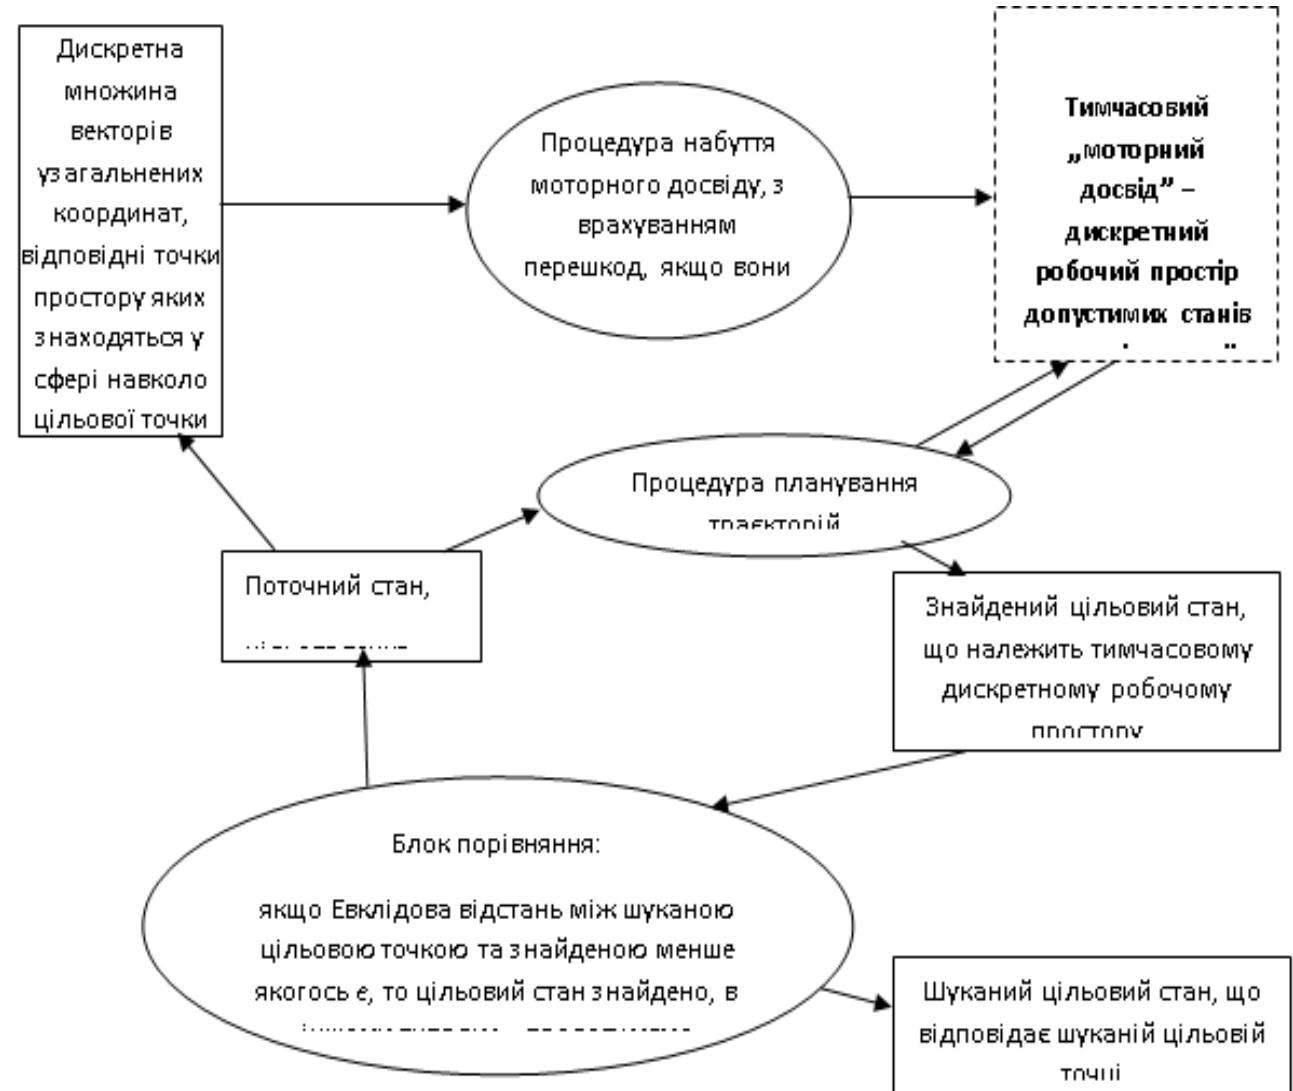 Дискретна
множина
векторів
узагальнених
координат,
відповідні точки
простору яких
знаходяться у
сфері навколо
цільової точки
Процедура набуття
моторного досвіду, з
врахуванням
перешкод, якщо вони
Тимчасовий
„моторний
досвід” –
дискретний
робочий простір
допустимих станів
Процедура планування
траєкторій
Поточний стан,
Знайдений цільовий стан,
що належить тимчасовому
дискретному робочому
простору
Блок порівняння:
якщо Евклідова відстань між шуканою
цільовою точкою та знайденою менше
якогось є, то цільовий стан знайдено, в
Шуканий цільовий стан, що
відповідає шуканій цільовій
точці